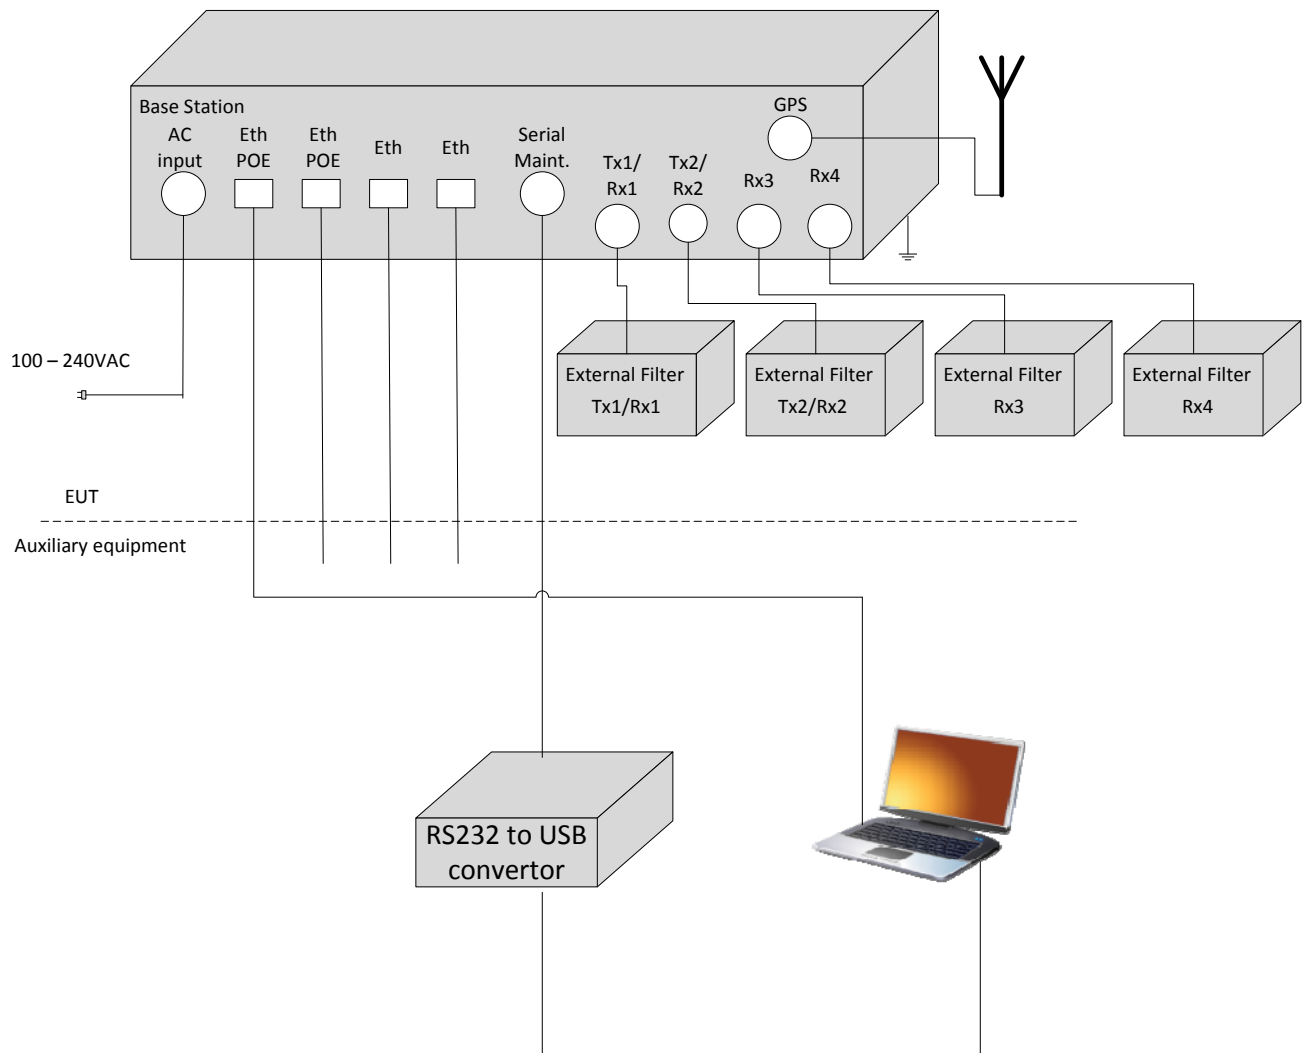 Base Station
AC
input
Eth
POE
Eth
POE
Eth
Eth
Serial
Maint.
Tx1/
Rx1
Tx2/
Rx2
Rx3
GPS
Rx4
100 – 240VAC
External Filter
Tx1/Rx1
External Filter
Tx2/Rx2
External Filter
Rx3
External Filter
Rx4
EUT
Auxiliary equipment
RS232 to USB
convertor